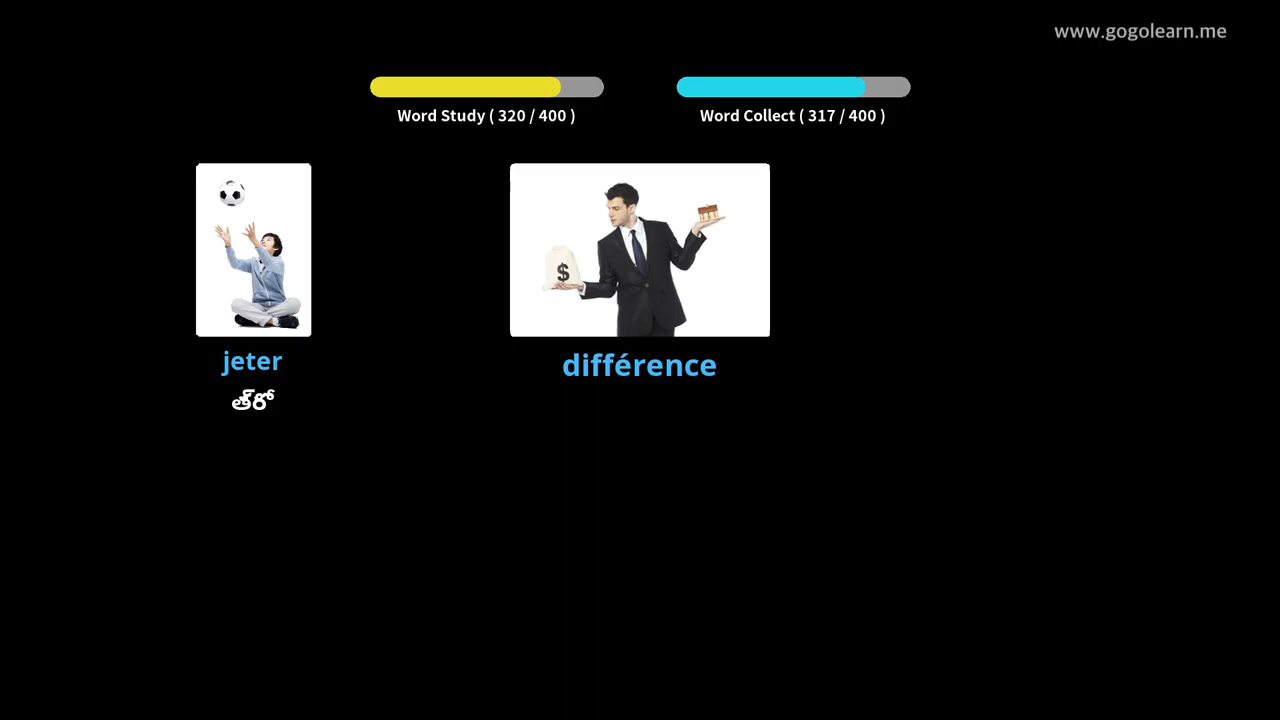 www.gogolearn.me
Word Study ( 320 / 400 )
Word Collect ( 317 / 400 )
jeter
త్రో
différence
$